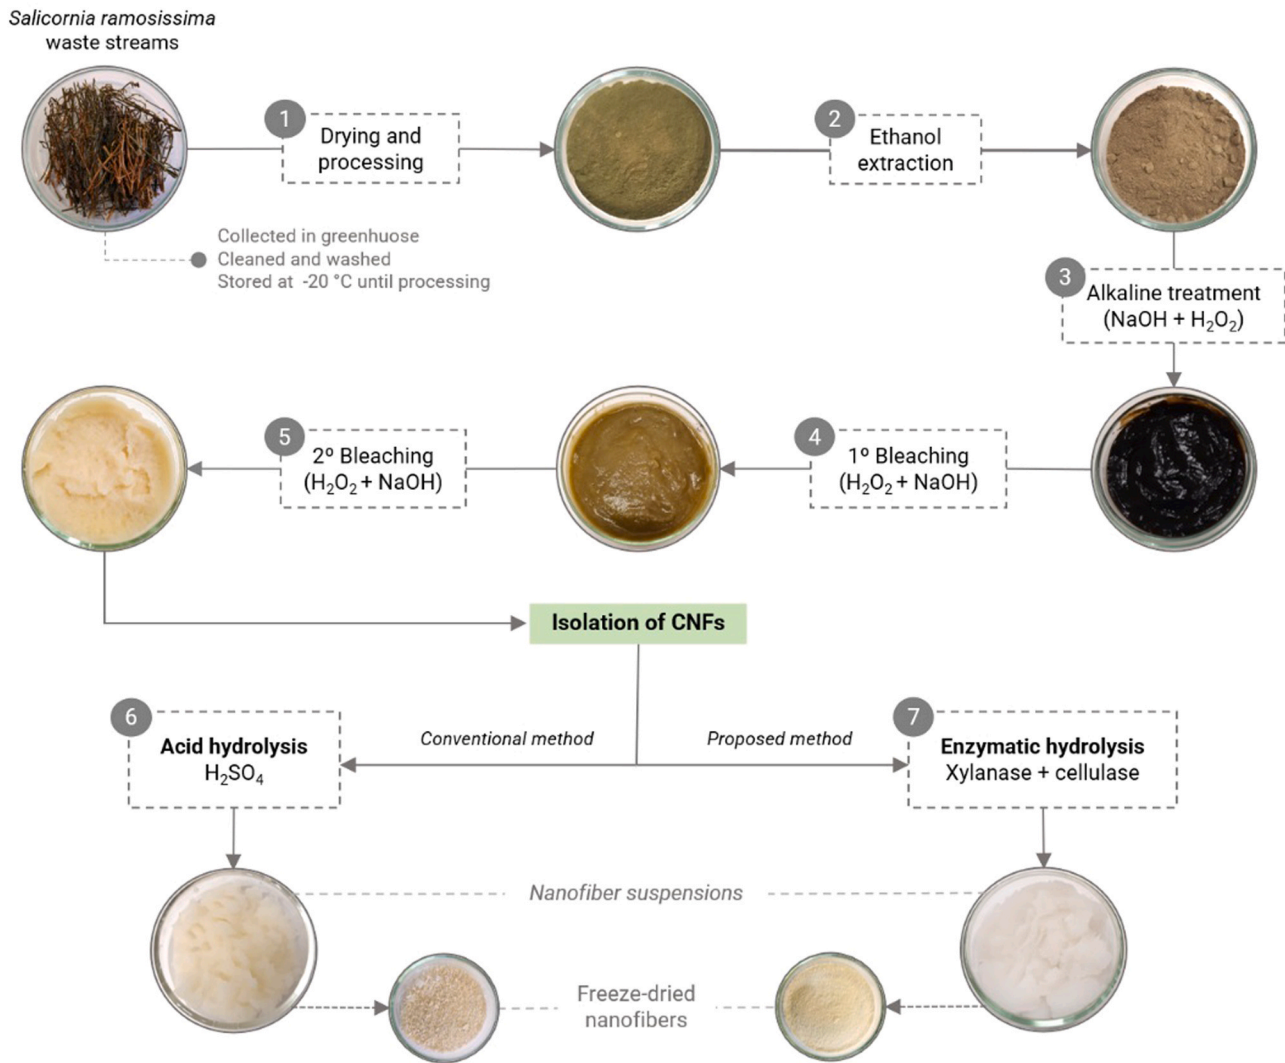 Salicornia ramosissima
waste streams
1
Drying and
processing
2
Ethanol
extraction
Collected in greenhuose
Cleaned and washed
Stored at -20 °C until processing
3
Alkaline treatment
(NaOH + H₂O₂)
5
2º Bleaching
(H₂O₂ + NaOH)
4
1º Bleaching
(H₂O₂ + NaOH)
Isolation of CNFs
6
Acid hydrolysis
H₂SO₄
Conventional method
Proposed method
7
Enzymatic hydrolysis
Xylanase + cellulase
Nanofiber suspensions
Freeze-dried
nanofibers